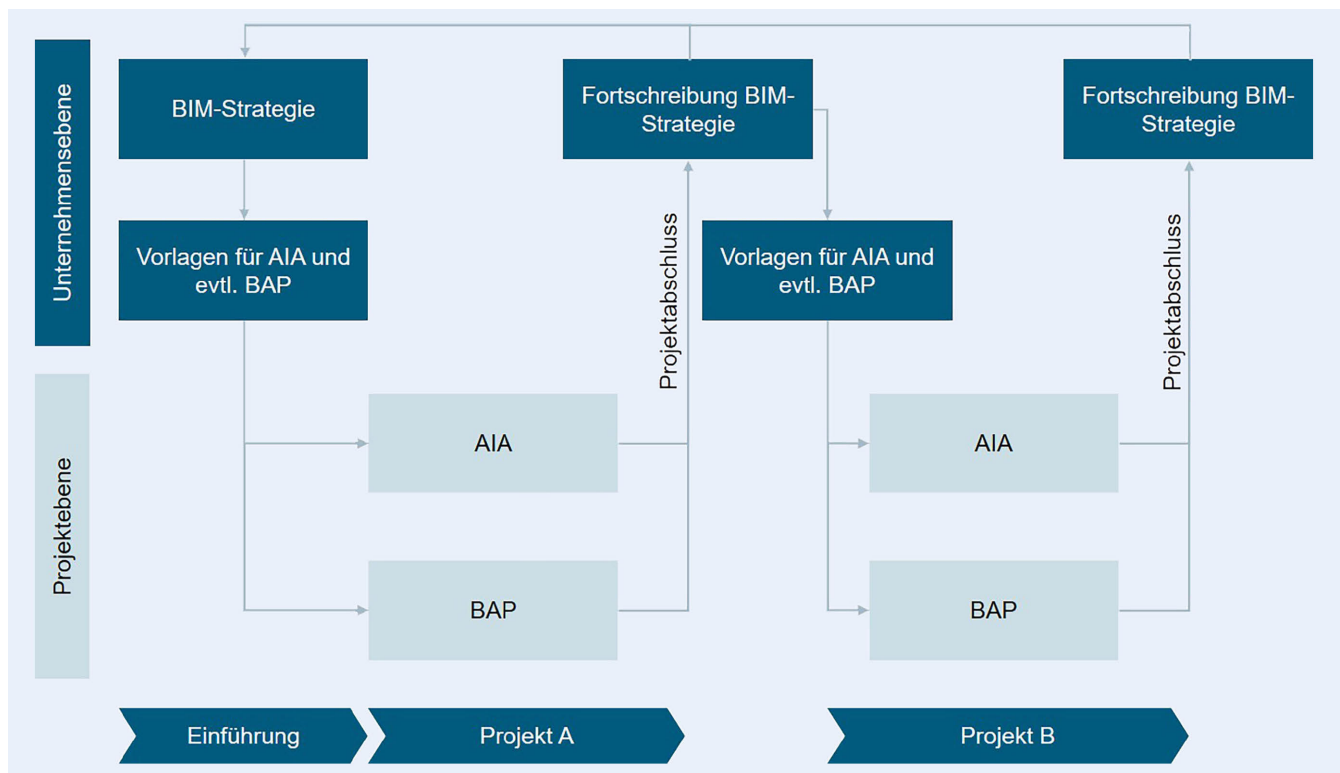 Unternehmensebene
BIM-Strategie
Fortschreibung BIM-
Strategie
Fortschreibung BIM-
Strategie
Vorlagen für AIA und
evtl. BAP
Projektabschluss
Vorlagen für AIA und
evtl. BAP
Projektabschluss
Projektebene
AIA
AIA
BAP
BAP
Einführung
Projekt A
Projekt B